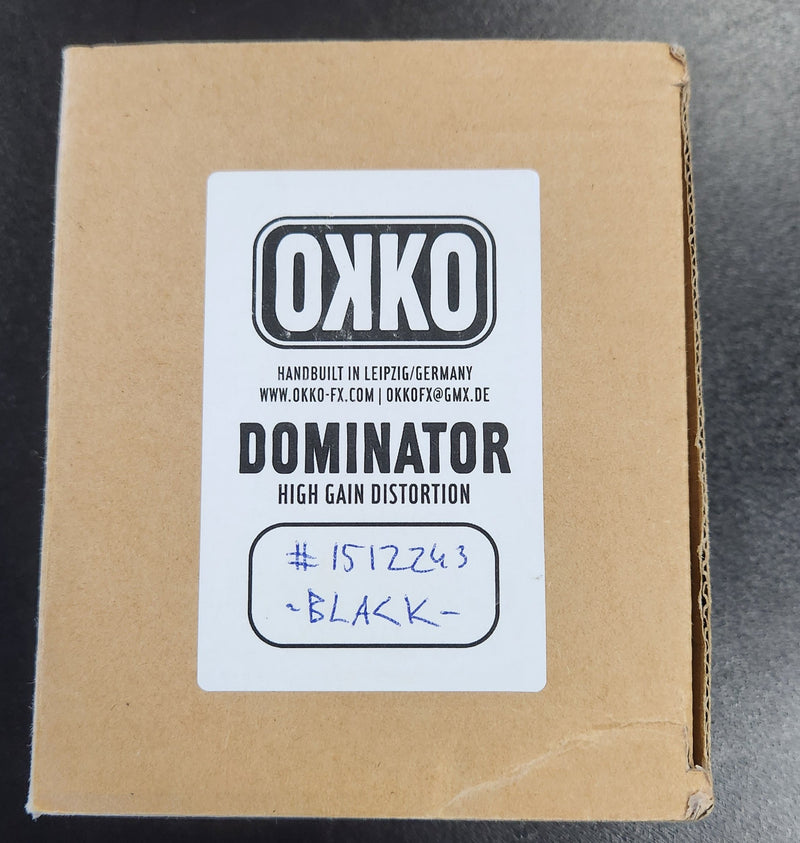 OKKO
HANDBUILT IN LEIPZIG/GERMANY
WWW.OKKO-FX.COM | OKKOFX@GMX.DE
DOMINATOR
HIGH GAIN DISTORTION
#1512243
-BLACK-